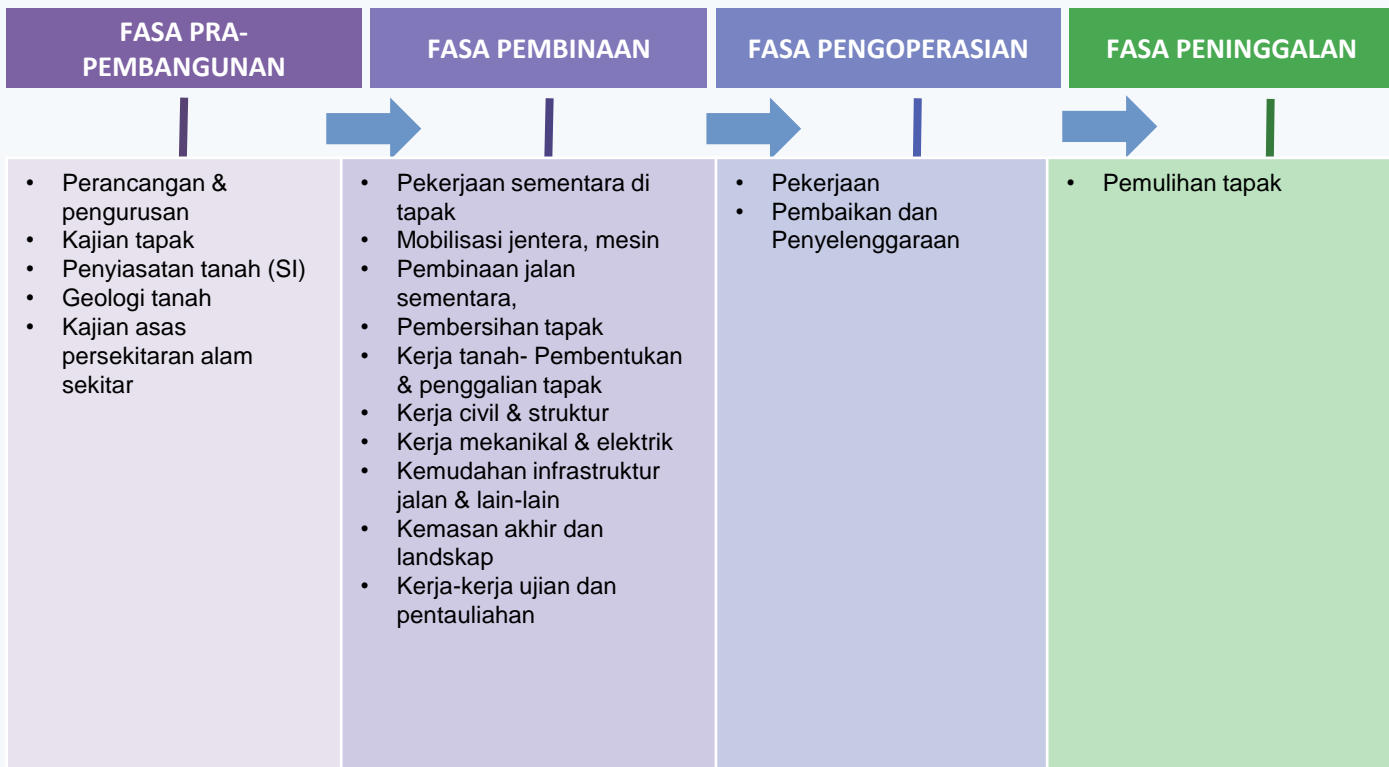 FASA PRA-
PEMBANGUNAN
FASA PEMBINAAN
FASA PENGOPERASIAN
FASA PENINGGALAN
• Perancangan &
pengurusan
• Kajian tapak
• Penyiasatan tanah (SI)
• Geologi tanah
• Kajian asas
persekitaran alam
sekitar
• Pekerjaan sementara di
tapak
• Mobilisasi jentera, mesin
• Pembinaan jalan
sementara,
• Pembersihan tapak
• Kerja tanah- Pembentukan
& penggalian tapak
• Kerja civil & struktur
• Kerja mekanikal & elektrik
• Kemudahan infrastruktur
jalan & lain-lain
• Kemasan akhir dan
landskap
• Kerja-kerja ujian dan
pentauliahan
• Pekerjaan
• Pembaikan dan
Penyelenggaraan
• Pemulihan tapak